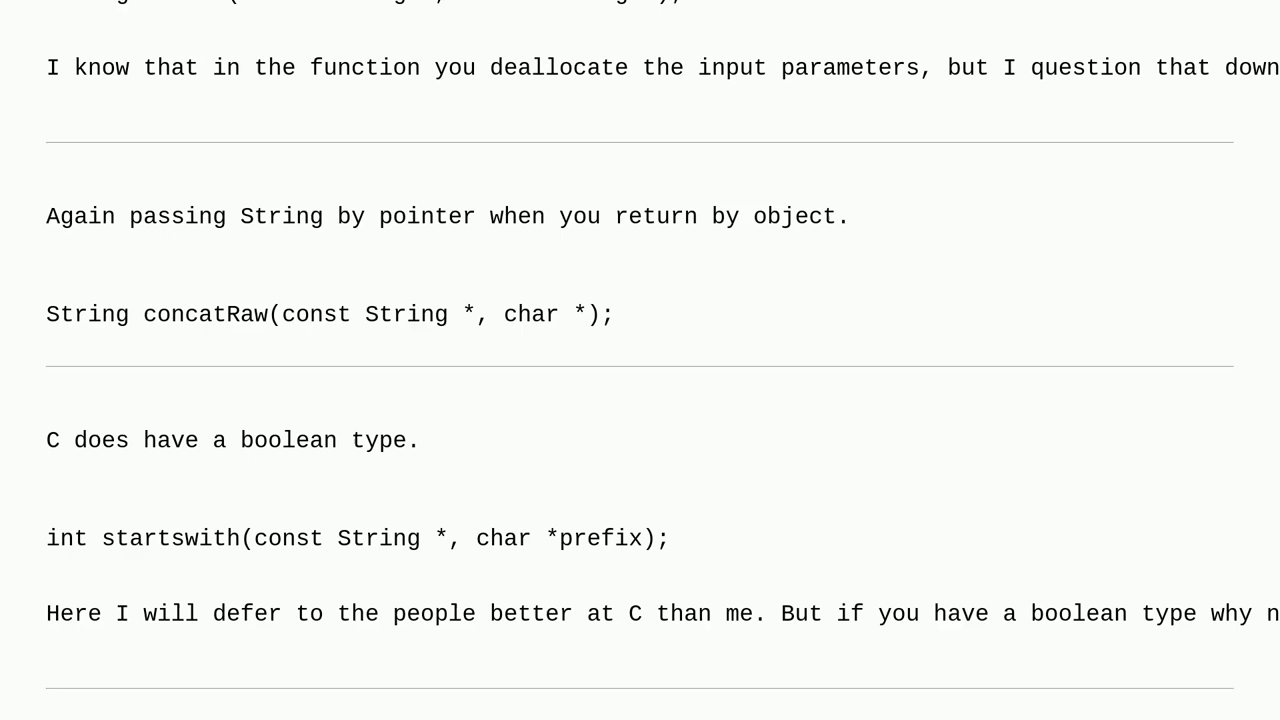 I know that in the function you deallocate the input parameters, but I question that down
Again passing String by pointer when you return by object.
String concatRaw(const String *, char *);
C does have a boolean type.
int startswith(const String *, char *prefix);
Here I will defer to the people better at C than me. But if you have a boolean type why